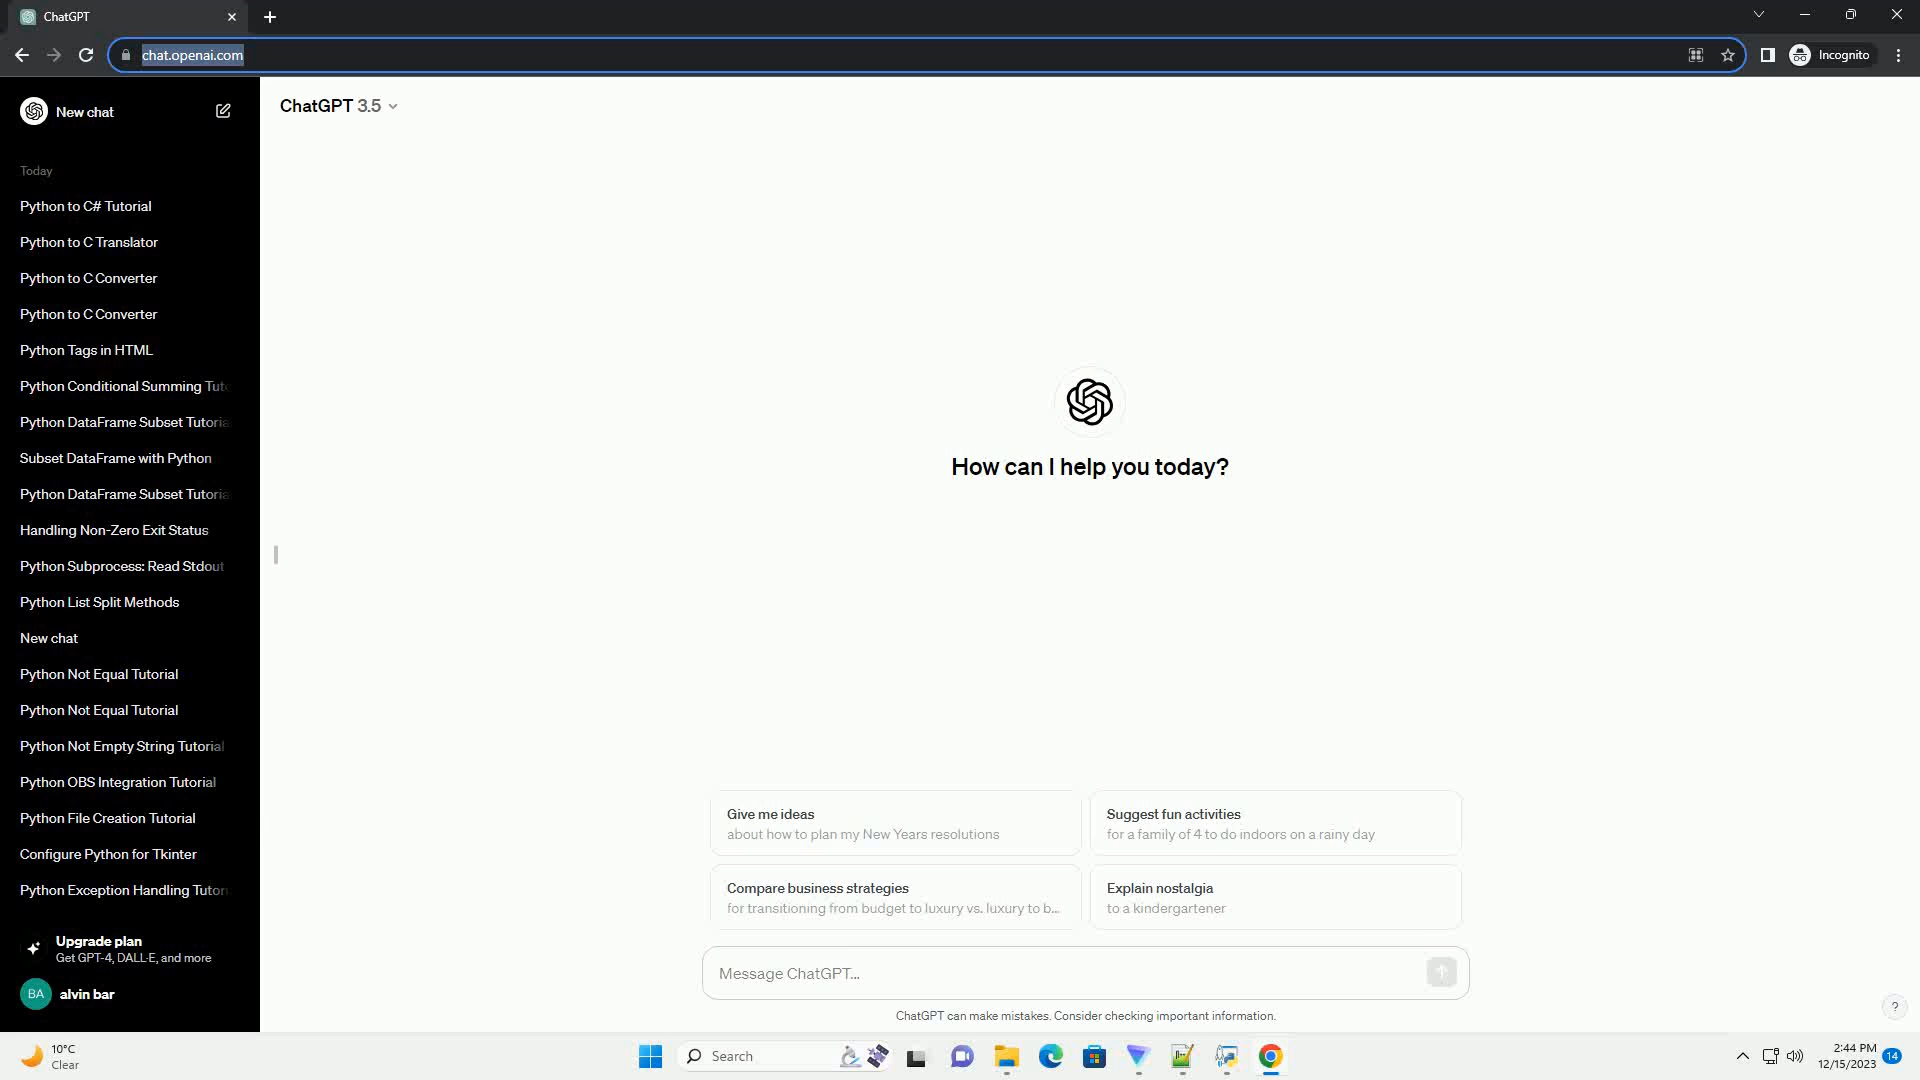 ChatGPT
chat.openai.com
Incognito
New chat
ChatGPT 3.5
Today
Python to C# Tutorial
Python to C Translator
Python to C Converter
Python to C Converter
Python Tags in HTML
Python Conditional Summing Tut
Python DataFrame Subset Tutoria
Subset DataFrame with Python
Python DataFrame Subset Tutoria
Handling Non-Zero Exit Status
Python Subprocess: Read Stdout
Python List Split Methods
New chat
Python Not Equal Tutorial
Python Not Equal Tutorial
Python Not Empty String Tutorial
Python OBS Integration Tutorial
Python File Creation Tutorial
Configure Python for Tkinter
Python Exception Handling Tutor
Upgrade plan
Get GPT-4, DALL·E, and more
BA
alvin bar
How can I help you today?
Give me ideas
about how to plan my New Years resolutions
Suggest fun activities
for a family of 4 to do indoors on a rainy day
Compare business strategies
for transitioning from budget to luxury vs. luxury to b...
Explain nostalgia
to a kindergartener
Message ChatGPT...
ChatGPT can make mistakes. Consider checking important information.
?
10°C
Clear
Search
2:44 PM
12/15/2023
14